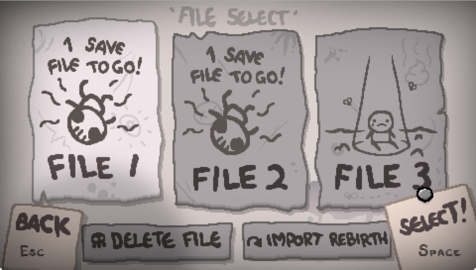 "FILE SELECT"
1 SAVE
FILE TO GO!
FILE 1
1 SAVE
FILE TO GO!
FILE 2
FILE 3
BACK
ESC
DELETE FILE
IMPORT REBIRTH
SELECT!
SPACE